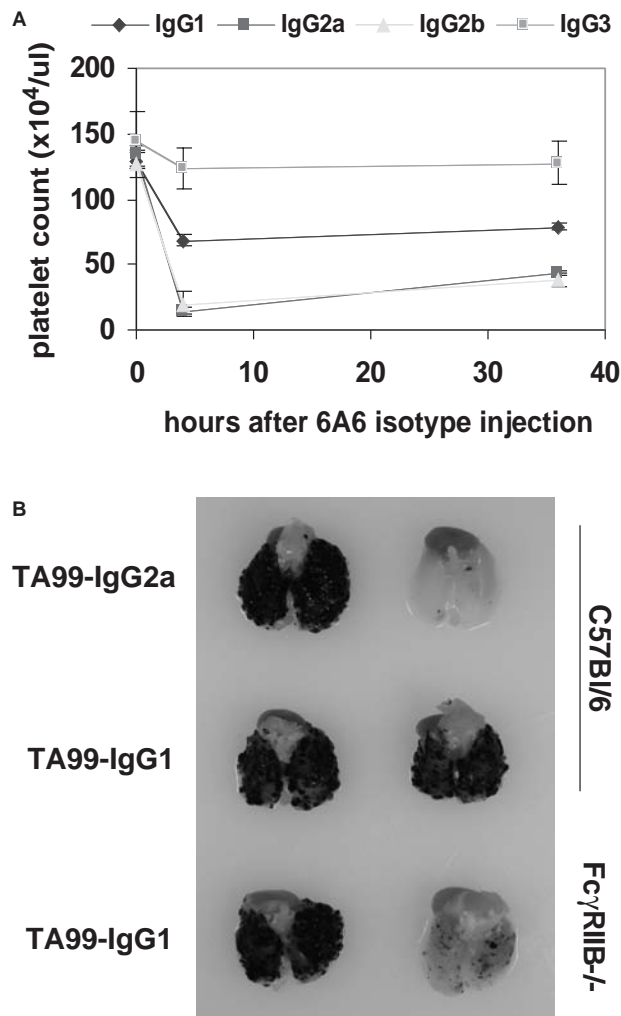 A
IgG1 IgG2a IgG2b IgG3
platelet count (x10⁴/ul)
200
150
100
50
0
0 10 20 30 40
hours after 6A6 isotype injection
B
TA99-IgG2a
TA99-IgG1
TA99-IgG1
C57Bl/6
FcγRIIB-/-